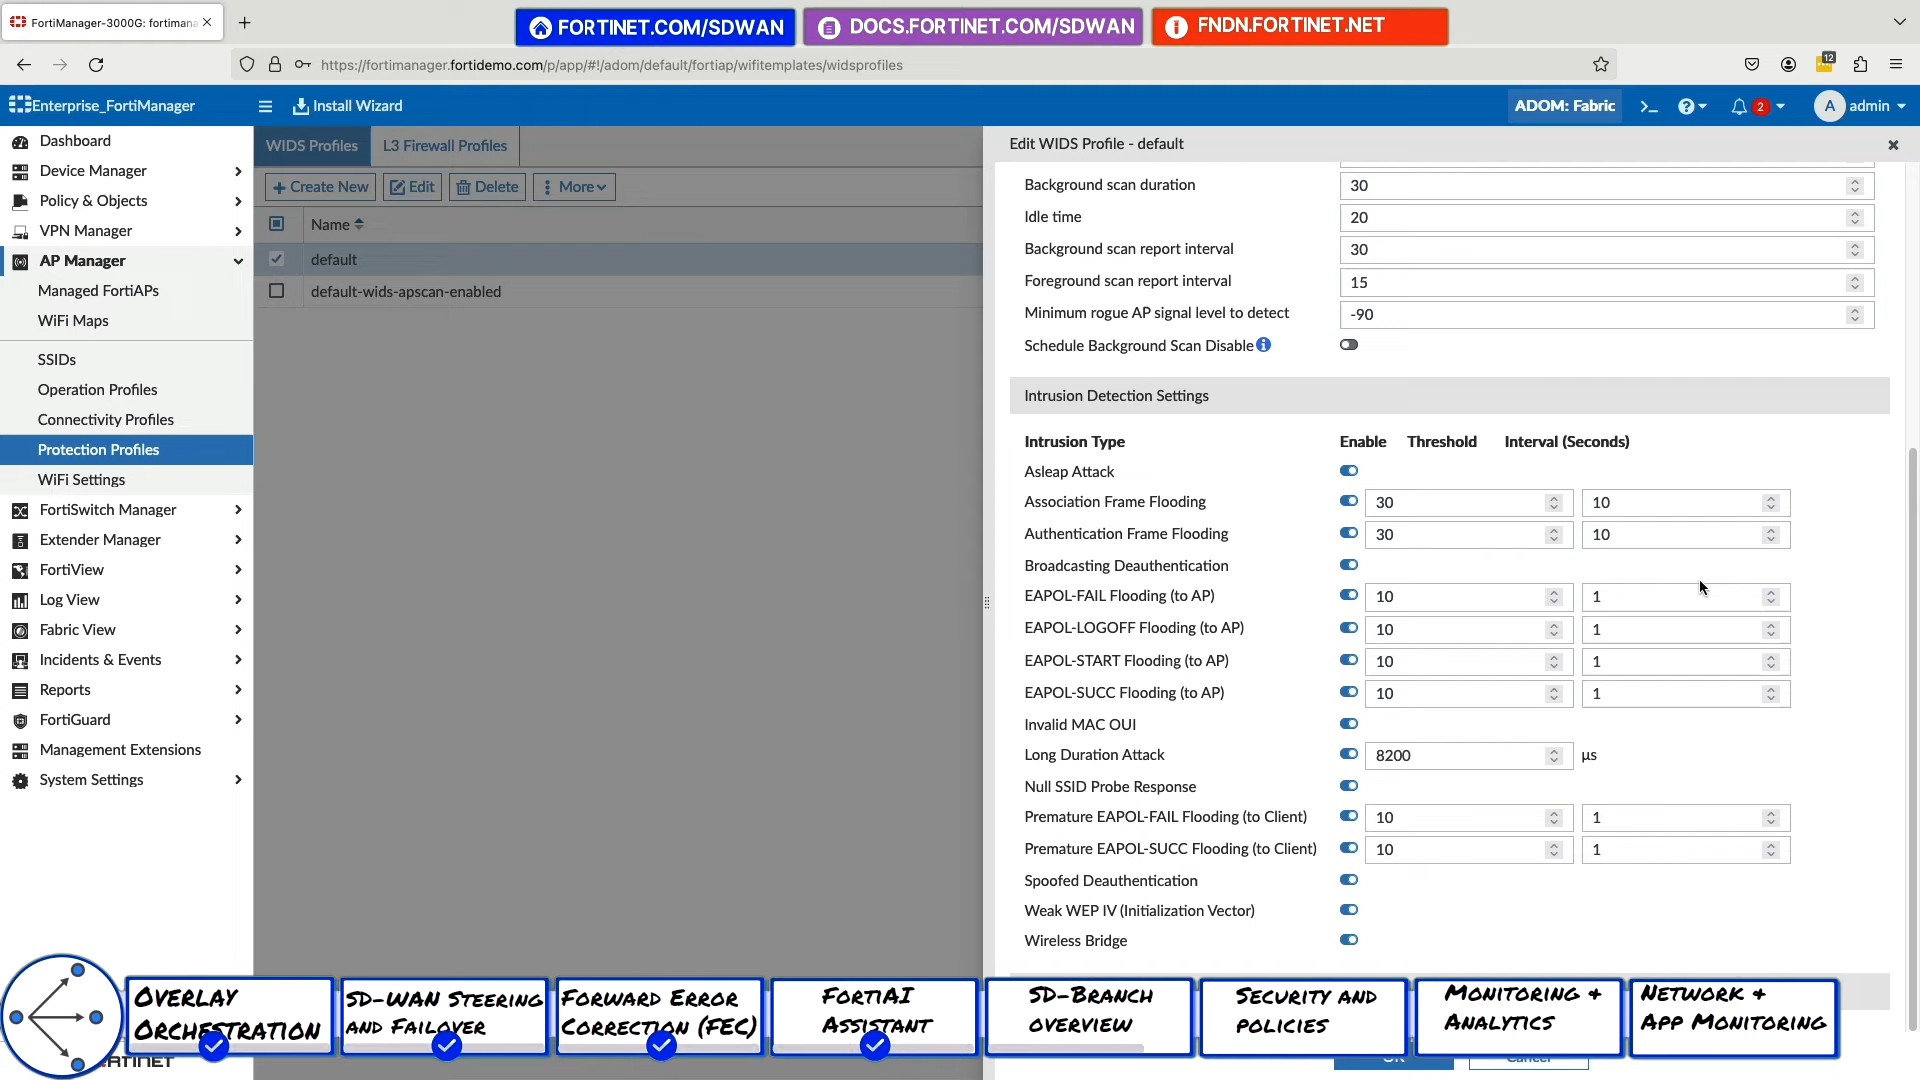 FortiManager-3000G: fortimana
FORTINET.COM/SDWAN
DOCS.FORTINET.COM/SDWAN
FNDN.FORTINET.NET
https://fortimanager.fortidemo.com/p/app/#!/adom/default/fortiap/wifitemplates/widsprofiles
12
Enterprise_FortiManager
Install Wizard
ADOM: Fabric
2
A
admin
Dashboard
Device Manager
Policy & Objects
VPN Manager
AP Manager
Managed FortiAPs
WiFi Maps
SSIDs
Operation Profiles
Connectivity Profiles
Protection Profiles
WiFi Settings
FortiSwitch Manager
Extender Manager
FortiView
Log View
Fabric View
Incidents & Events
Reports
FortiGuard
Management Extensions
System Settings
WIDS Profiles
L3 Firewall Profiles
Create New
Edit
Delete
More
Name
default
default-wids-apscan-enabled
Edit WIDS Profile - default
Background scan duration 30
Idle time 20
Background scan report interval 30
Foreground scan report interval 15
Minimum rogue AP signal level to detect -90
Schedule Background Scan Disable
Intrusion Detection Settings
Intrusion Type Enable Threshold Interval (Seconds)
Asleap Attack
Association Frame Flooding 30 10
Authentication Frame Flooding 30 10
Broadcasting Deauthentication
EAPOL-FAIL Flooding (to AP) 10 1
EAPOL-LOGOFF Flooding (to AP) 10 1
EAPOL-START Flooding (to AP) 10 1
EAPOL-SUCC Flooding (to AP) 10 1
Invalid MAC OUI
Long Duration Attack 8200 µs
Null SSID Probe Response
Premature EAPOL-FAIL Flooding (to Client) 10 1
Premature EAPOL-SUCC Flooding (to Client) 10 1
Spoofed Deauthentication
Weak WEP IV (Initialization Vector)
Wireless Bridge
OK
Cancel
OVERLAY
ORCHESTRATION
SD-WAN STEERING
AND FAILOVER
FORWARD ERROR
CORRECTION (FEC)
FORTIAI
ASSISTANT
SD-BRANCH
OVERVIEW
SECURITY AND
POLICIES
MONITORING +
ANALYTICS
NETWORK +
APP MONITORING
RTINET